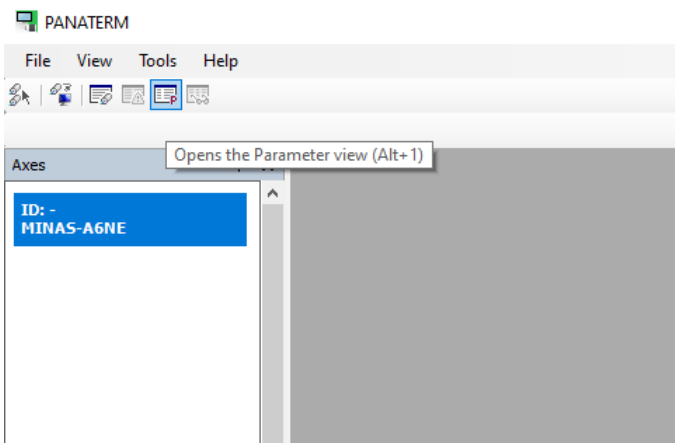 PANATERM
File View Tools Help
Opens the Parameter view (Alt+1)
Axes
ID: -
MINAS-A6NE